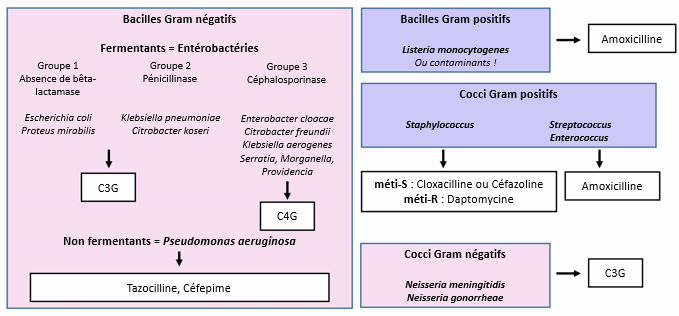 Bacilles Gram négatifs
Fermentants = Entérobactéries
Groupe 1
Absence de bêta-
lactamase
Escherichia coli
Proteus mirabilis
Groupe 2
Pénicillinase
Klebsiella pneumoniae
Citrobacter koseri
Groupe 3
Céphalosporinase
Enterobacter cloacae
Citrobacter freundii
Klebsiella aerogenes
Serratia, Morganella,
Providencia
C3G
C4G
Non fermentants = Pseudomonas aeruginosa
Tazocilline, Céfepime
Bacilles Gram positifs
Listeria monocytogenes
Ou contaminants !
Amoxicilline
Cocci Gram positifs
Staphylococcus
Streptococcus
Enterococcus
méti-S : Cloxacilline ou Céfazoline
méti-R : Daptomycine
Amoxicilline
Cocci Gram négatifs
Neisseria meningitidis
Neisseria gonorrheae
C3G